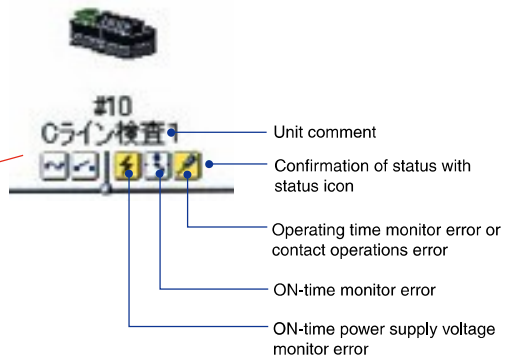 #10
Cライン検査1
Unit comment
Confirmation of status with
status icon
Operating time monitor error or
contact operations error
ON-time monitor error
ON-time power supply voltage
monitor error